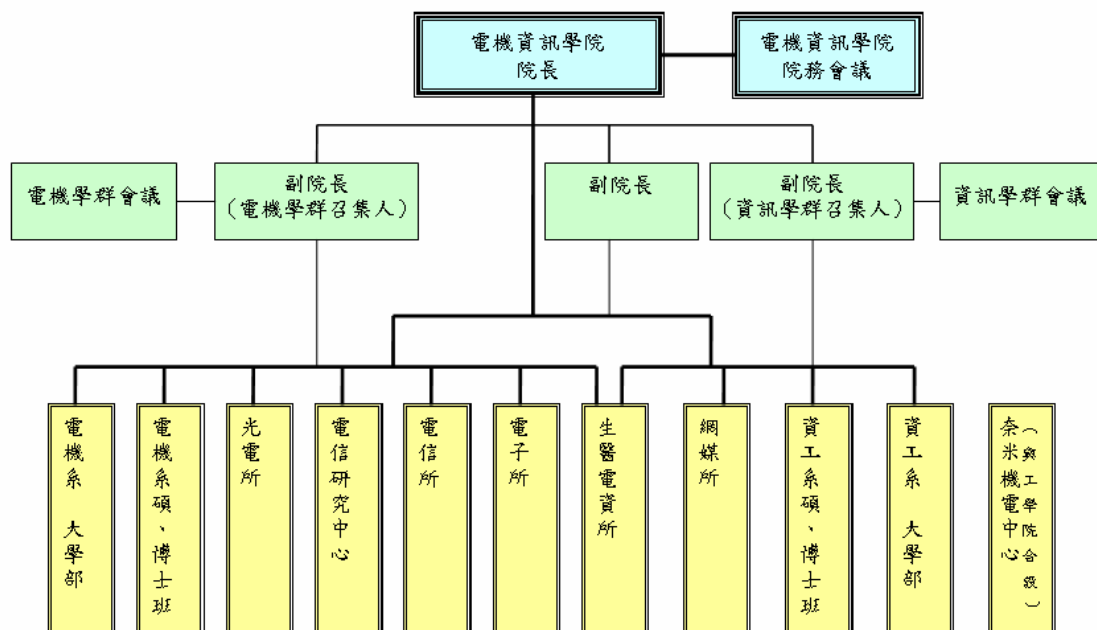 電機資訊學院
院長
電機資訊學院
院務會議
電機學群會議
副院長
（電機學群召集人）
副院長
副院長
（資訊學群召集人）
資訊學群會議
電機系 大學部
電機系碩、博士班
光電所
電信研究中心
電信所
電子所
生醫電資所
網媒所
資工系碩、博士班
資工系 大學部
奈米機電中心
（與工學院合設）